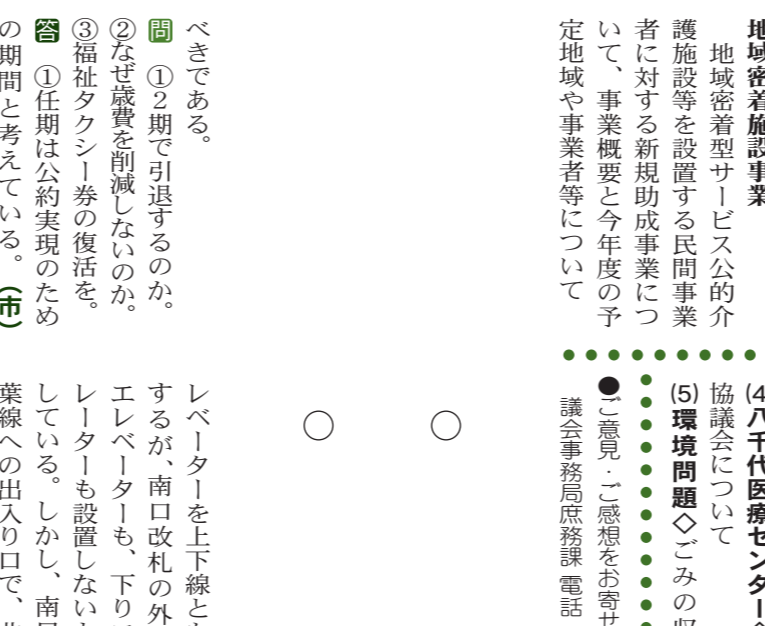 地域密着施設事業
地域密着型サービス公的介
護施設等を設置する民間事業
者に対する新規助成事業につ
いて、事業概要と今年度の予
定地域や事業者等について
(4)八千代医療センター◇
協議会について
(5)環境問題◇ごみの収
●ご意見・ご感想をお寄せ
議会事務局庶務課 電話
べきである。
問 ①2期で引退するのか。
②なぜ歳費を削減しないのか。
③福祉タクシー券の復活を。
答 ①任期は公約実現のため
の期間と考えている。(市)
レベーターを上下線とも
するが、南口改札の外
エレベーターも、下り
レーターも設置しない
している。しかし、南
葉線への出入り口で、